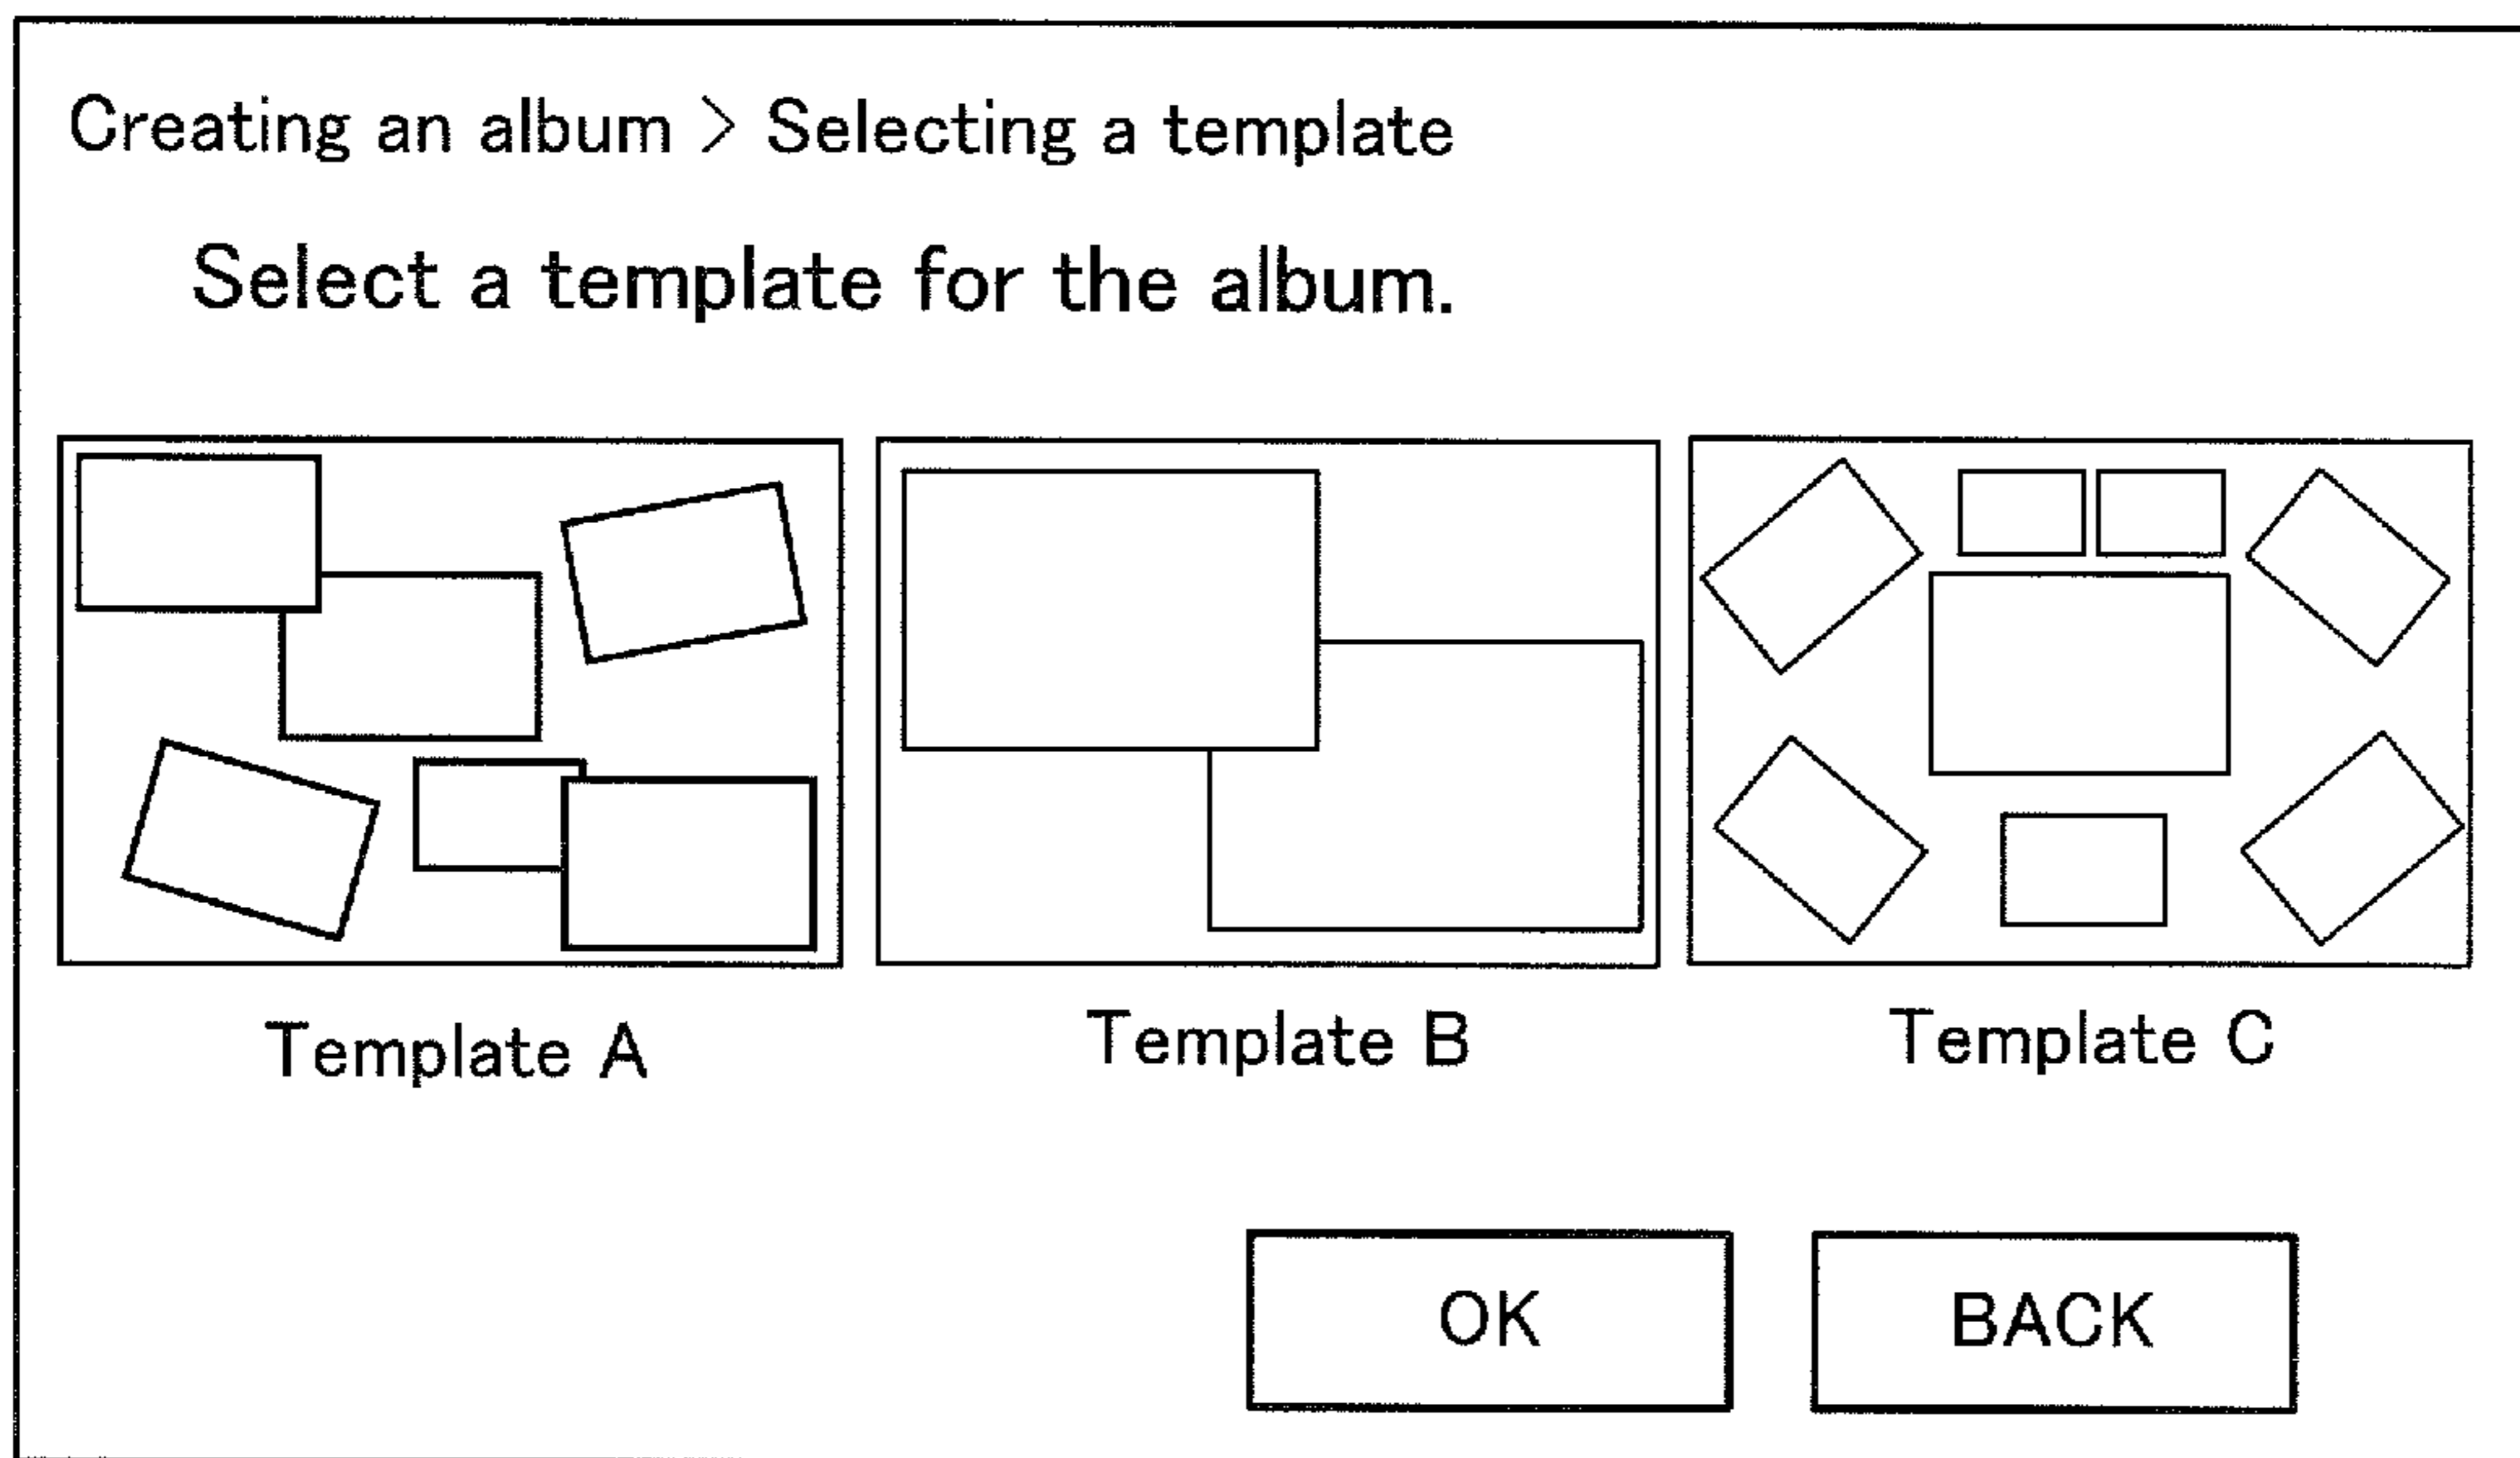 Creating an album > Selecting a template
Select a template for the album.
Template A
Template B
Template C
OK
BACK